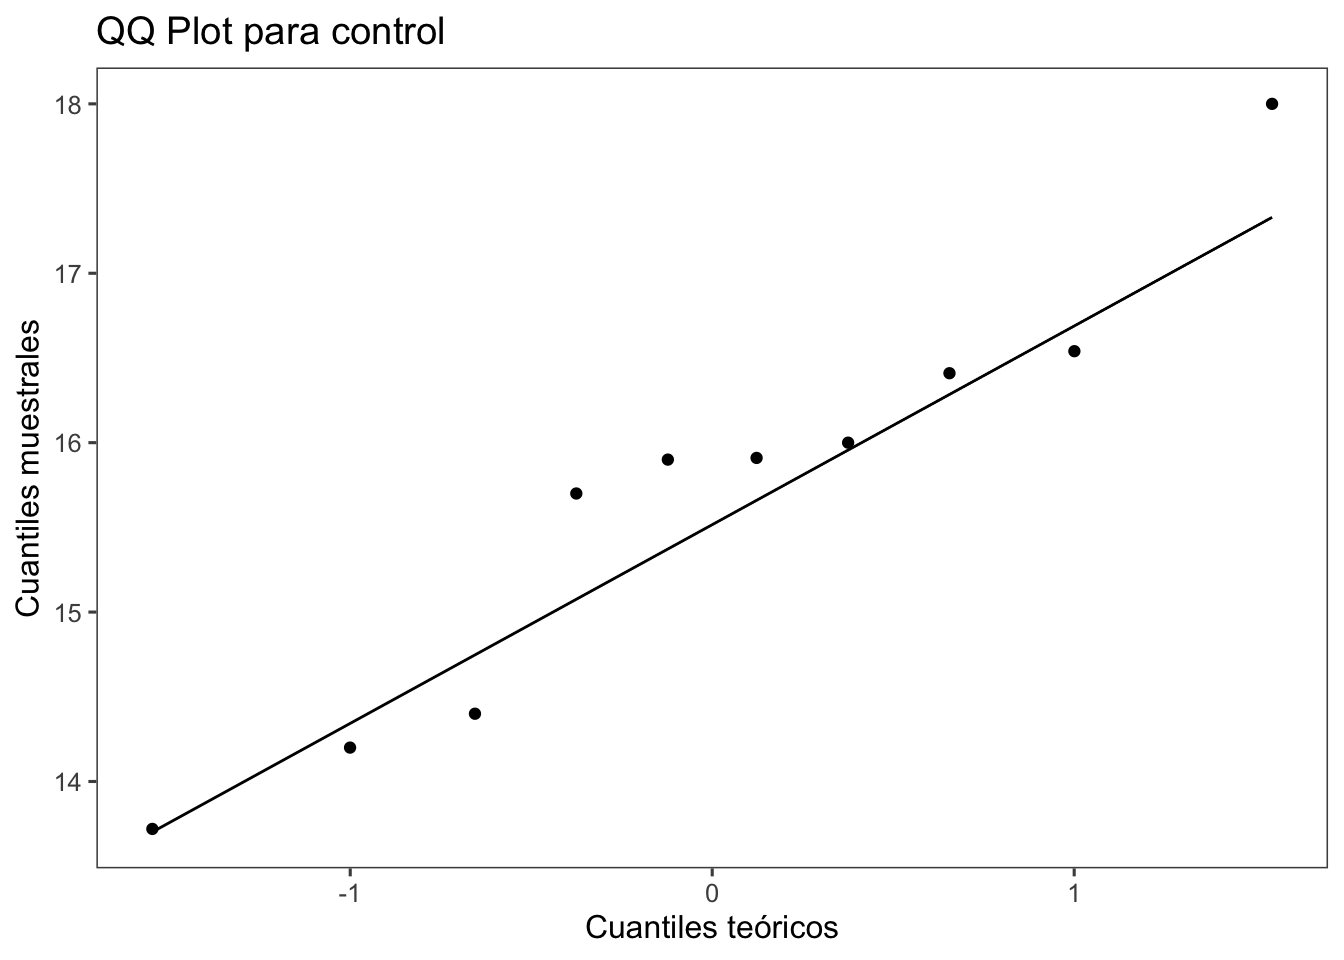 QQ Plot para control
18
17
16
15
14
Cuantiles muestrales
-1 0 1
Cuantiles teóricos